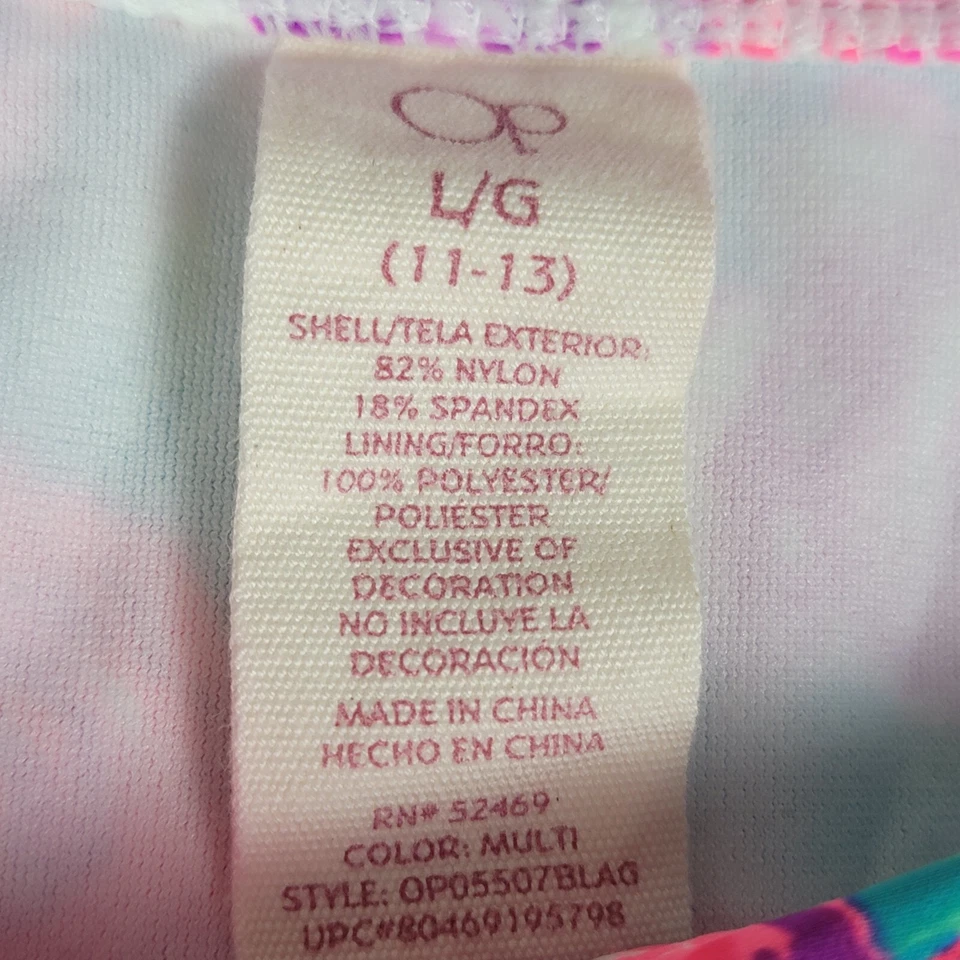 Op
L/G
(11-13)
SHELL/TELA EXTERIOR:
82% NYLON
18% SPANDEX
LINING/FORRO:
100% POLYESTER/
POLIÉSTER
EXCLUSIVE OF
DECORATION
NO INCLUYE LA
DECORACIÓN
MADE IN CHINA
HECHO EN CHINA
RN# 52469
COLOR: MULTI
STYLE: OP05507BLAG
UPC#80469195798